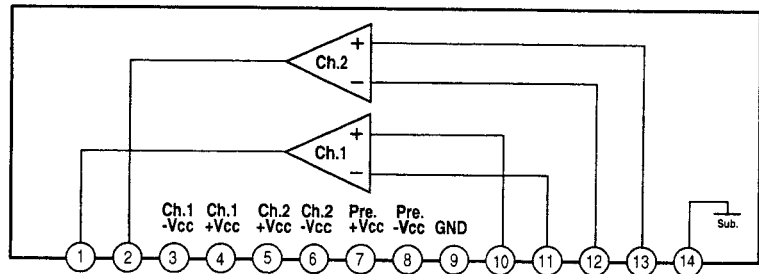 +
Ch.2
−
+
Ch.1
−
Ch.1 Ch.1 Ch.2 Ch.2 Pre. Pre.
-Vcc +Vcc +Vcc -Vcc +Vcc -Vcc GND
Sub.
1 2 3 4 5 6 7 8 9 10 11 12 13 14